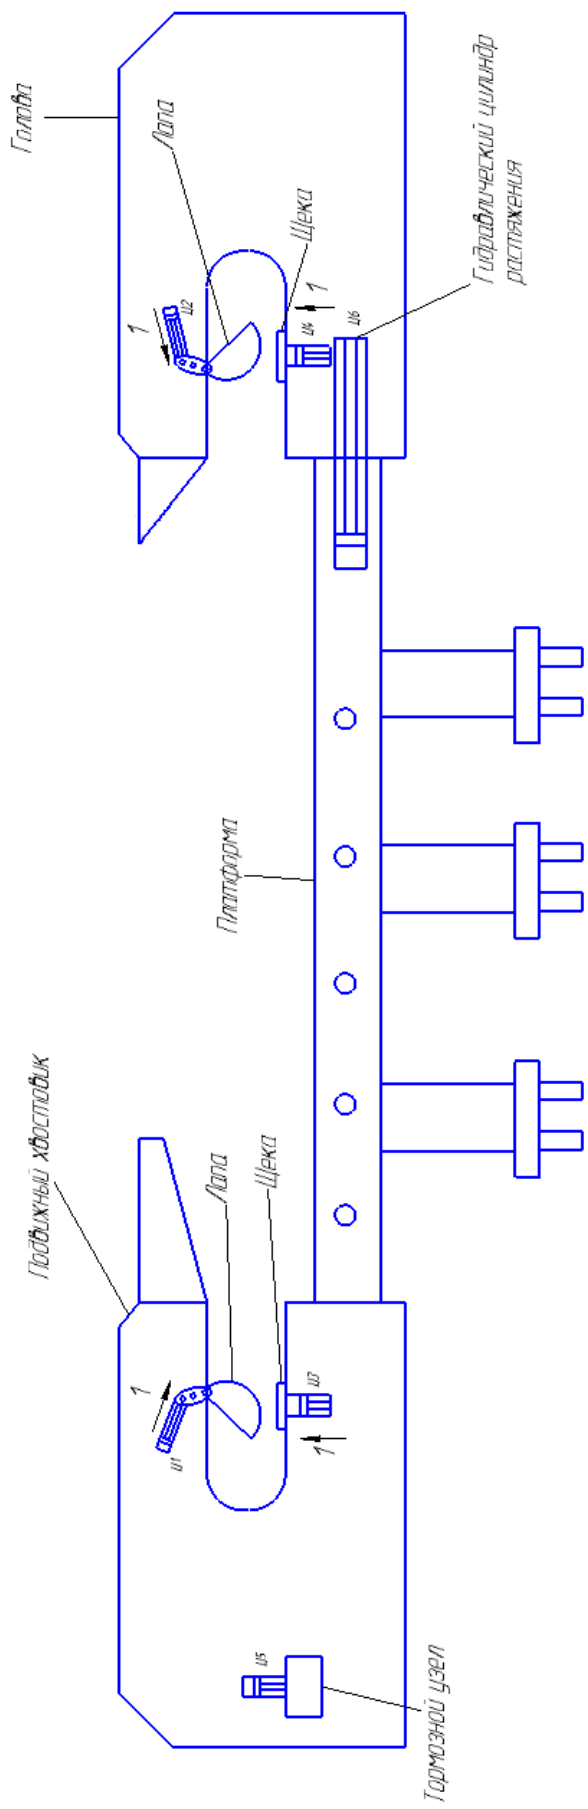 Подвижный хвостовик
Лапа
Щека
1
Ц1
Ц3
1
Ц5
Тормозной узел
Платформа
Голова
Лапа
Щека
1
Ц2
Ц4
1
Ц6
Гидравлический цилиндр
растяжения